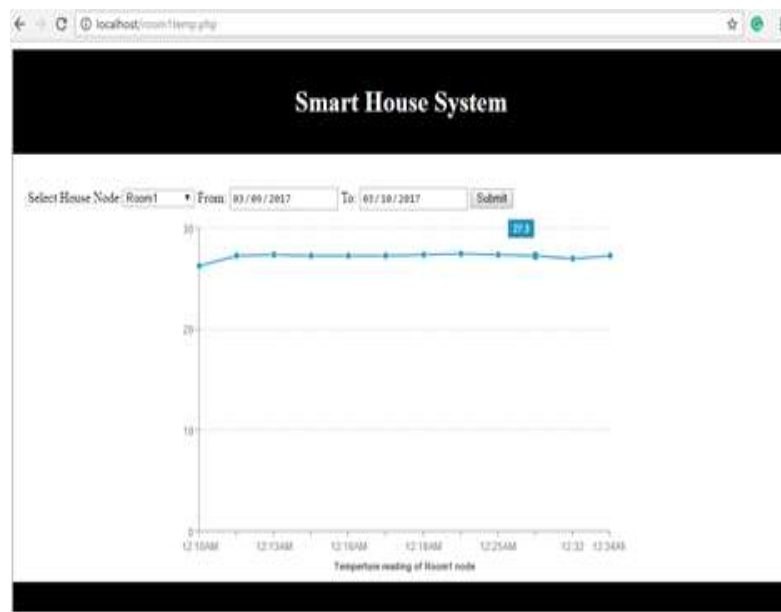 localhost/room1temp.php
Smart House System
Select House Node: Room1 From: 03/09/2017 To: 03/10/2017 Submit
27.3
30
20
10
0
12:10AM 12:13AM 12:16AM 12:18AM 12:25AM 12:32 12:34AM
Temperture reading of Room1 node